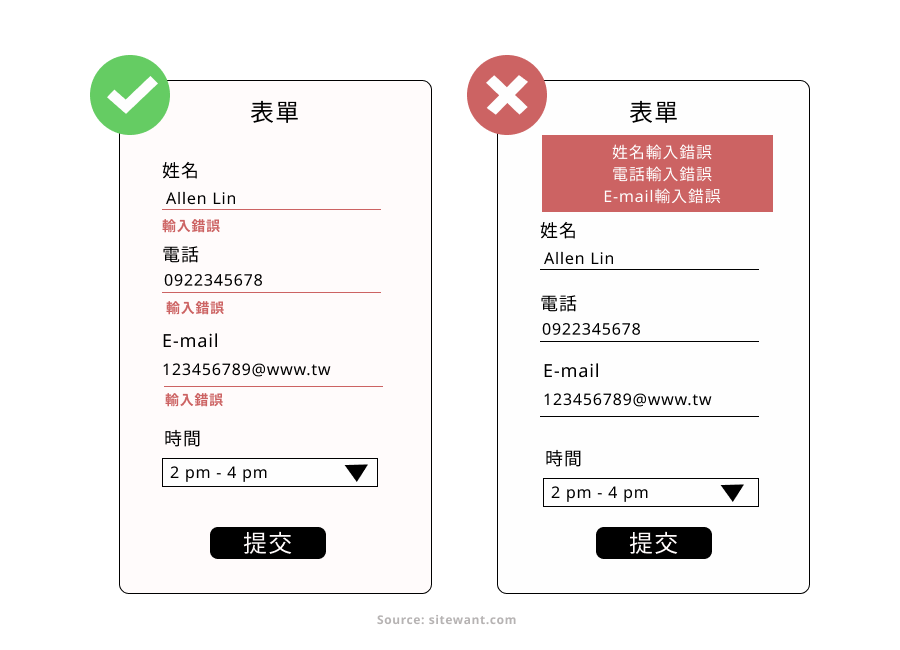 表單
姓名
Allen Lin
輸入錯誤
電話
0922345678
輸入錯誤
E-mail
123456789@www.tw
輸入錯誤
時間
2 pm - 4 pm
提交
表單
姓名輸入錯誤
電話輸入錯誤
E-mail輸入錯誤
姓名
Allen Lin
電話
0922345678
E-mail
123456789@www.tw
時間
2 pm - 4 pm
提交
Source: sitewant.com